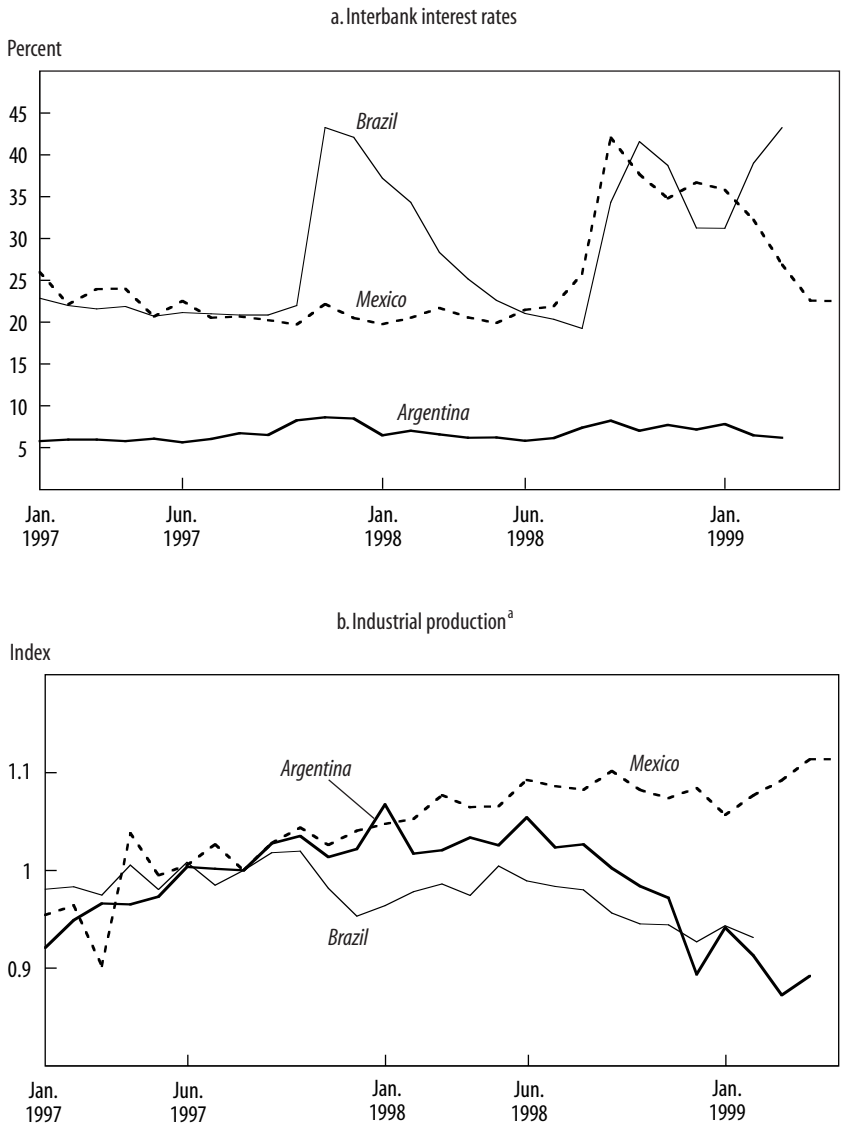 a. Interbank interest rates
Percent
45
Brazil
40
35
30
25
Mexico
20
15
10
Argentina
5
Jan. Jun. Jan. Jun. Jan.
1997 1997 1998 1998 1999
b. Industrial productionᵃ
Index
Argentina
Mexico
1.1
1
Brazil
0.9
Jan. Jun. Jan. Jun. Jan.
1997 1997 1998 1998 1999